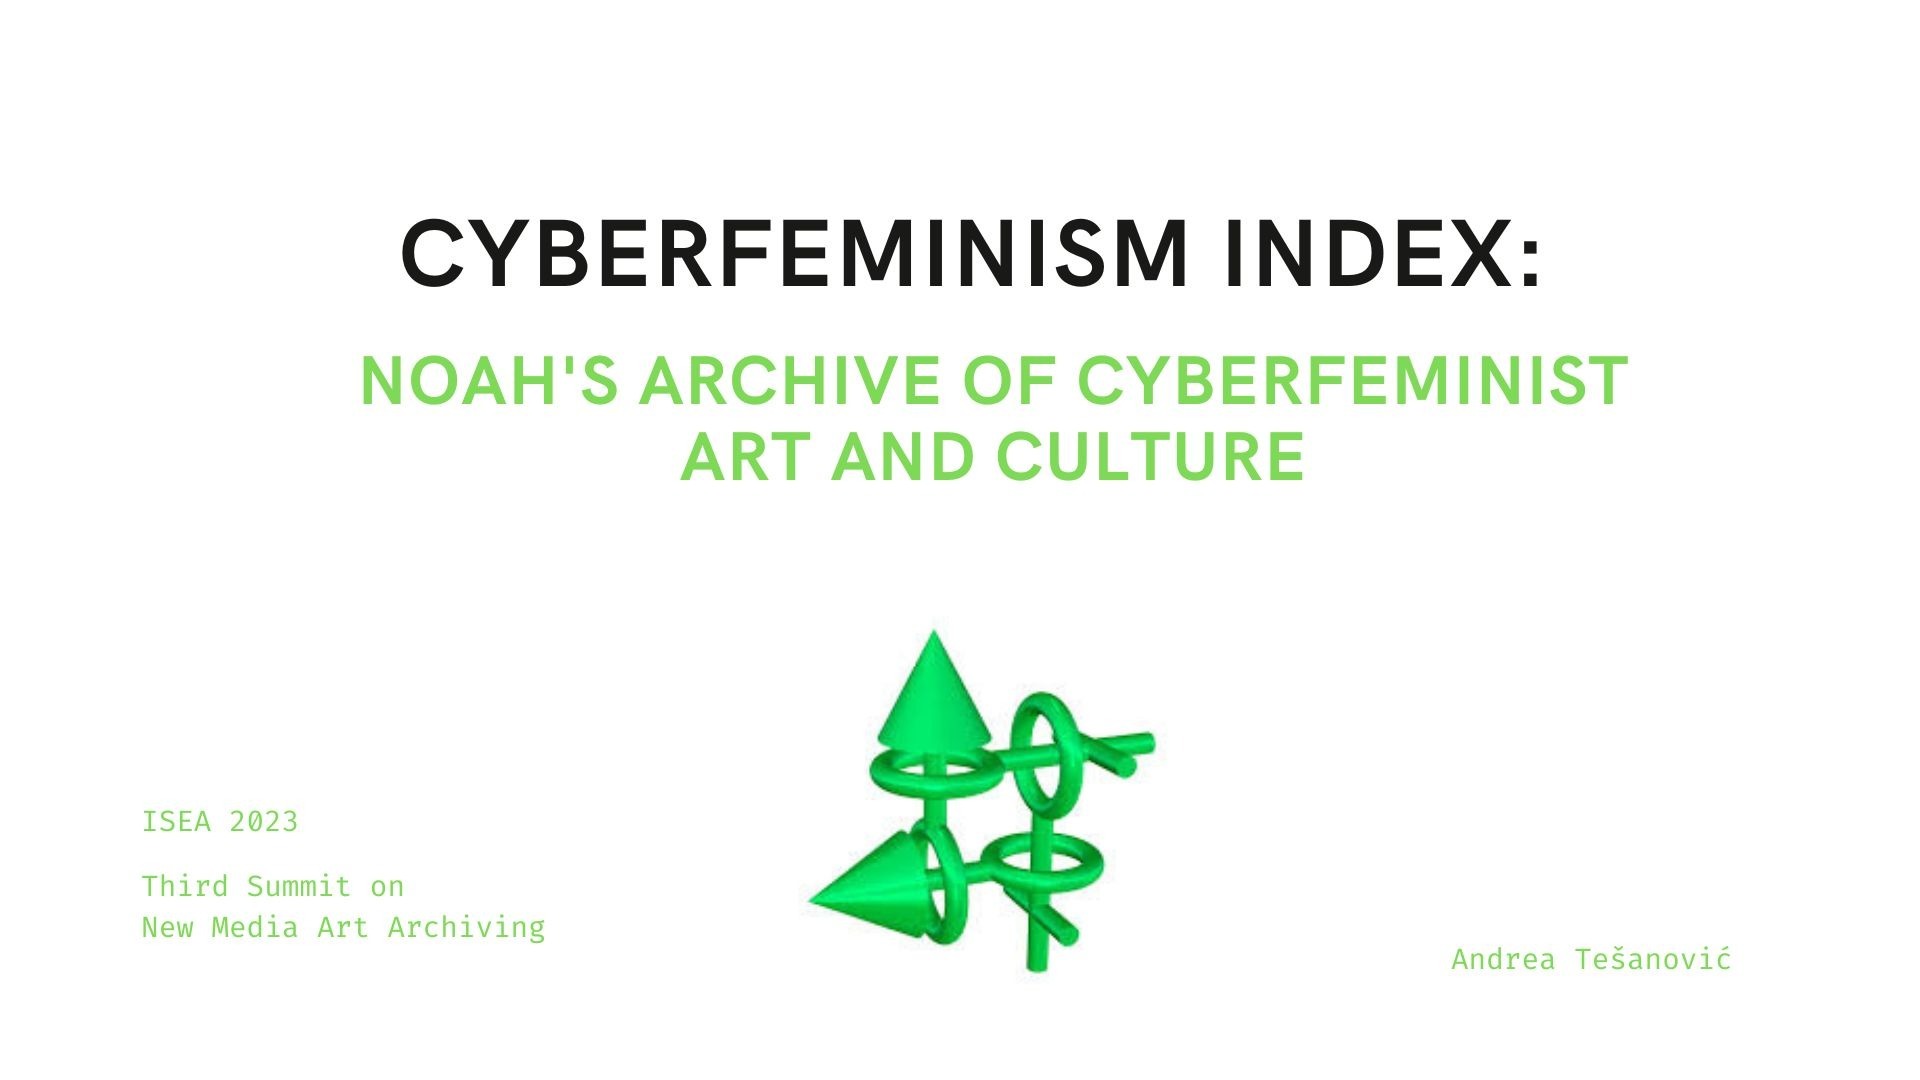 CYBERFEMINISM INDEX:
NOAH'S ARCHIVE OF CYBERFEMINIST
ART AND CULTURE
ISEA 2023
Third Summit on
New Media Art Archiving
Andrea Tešanović